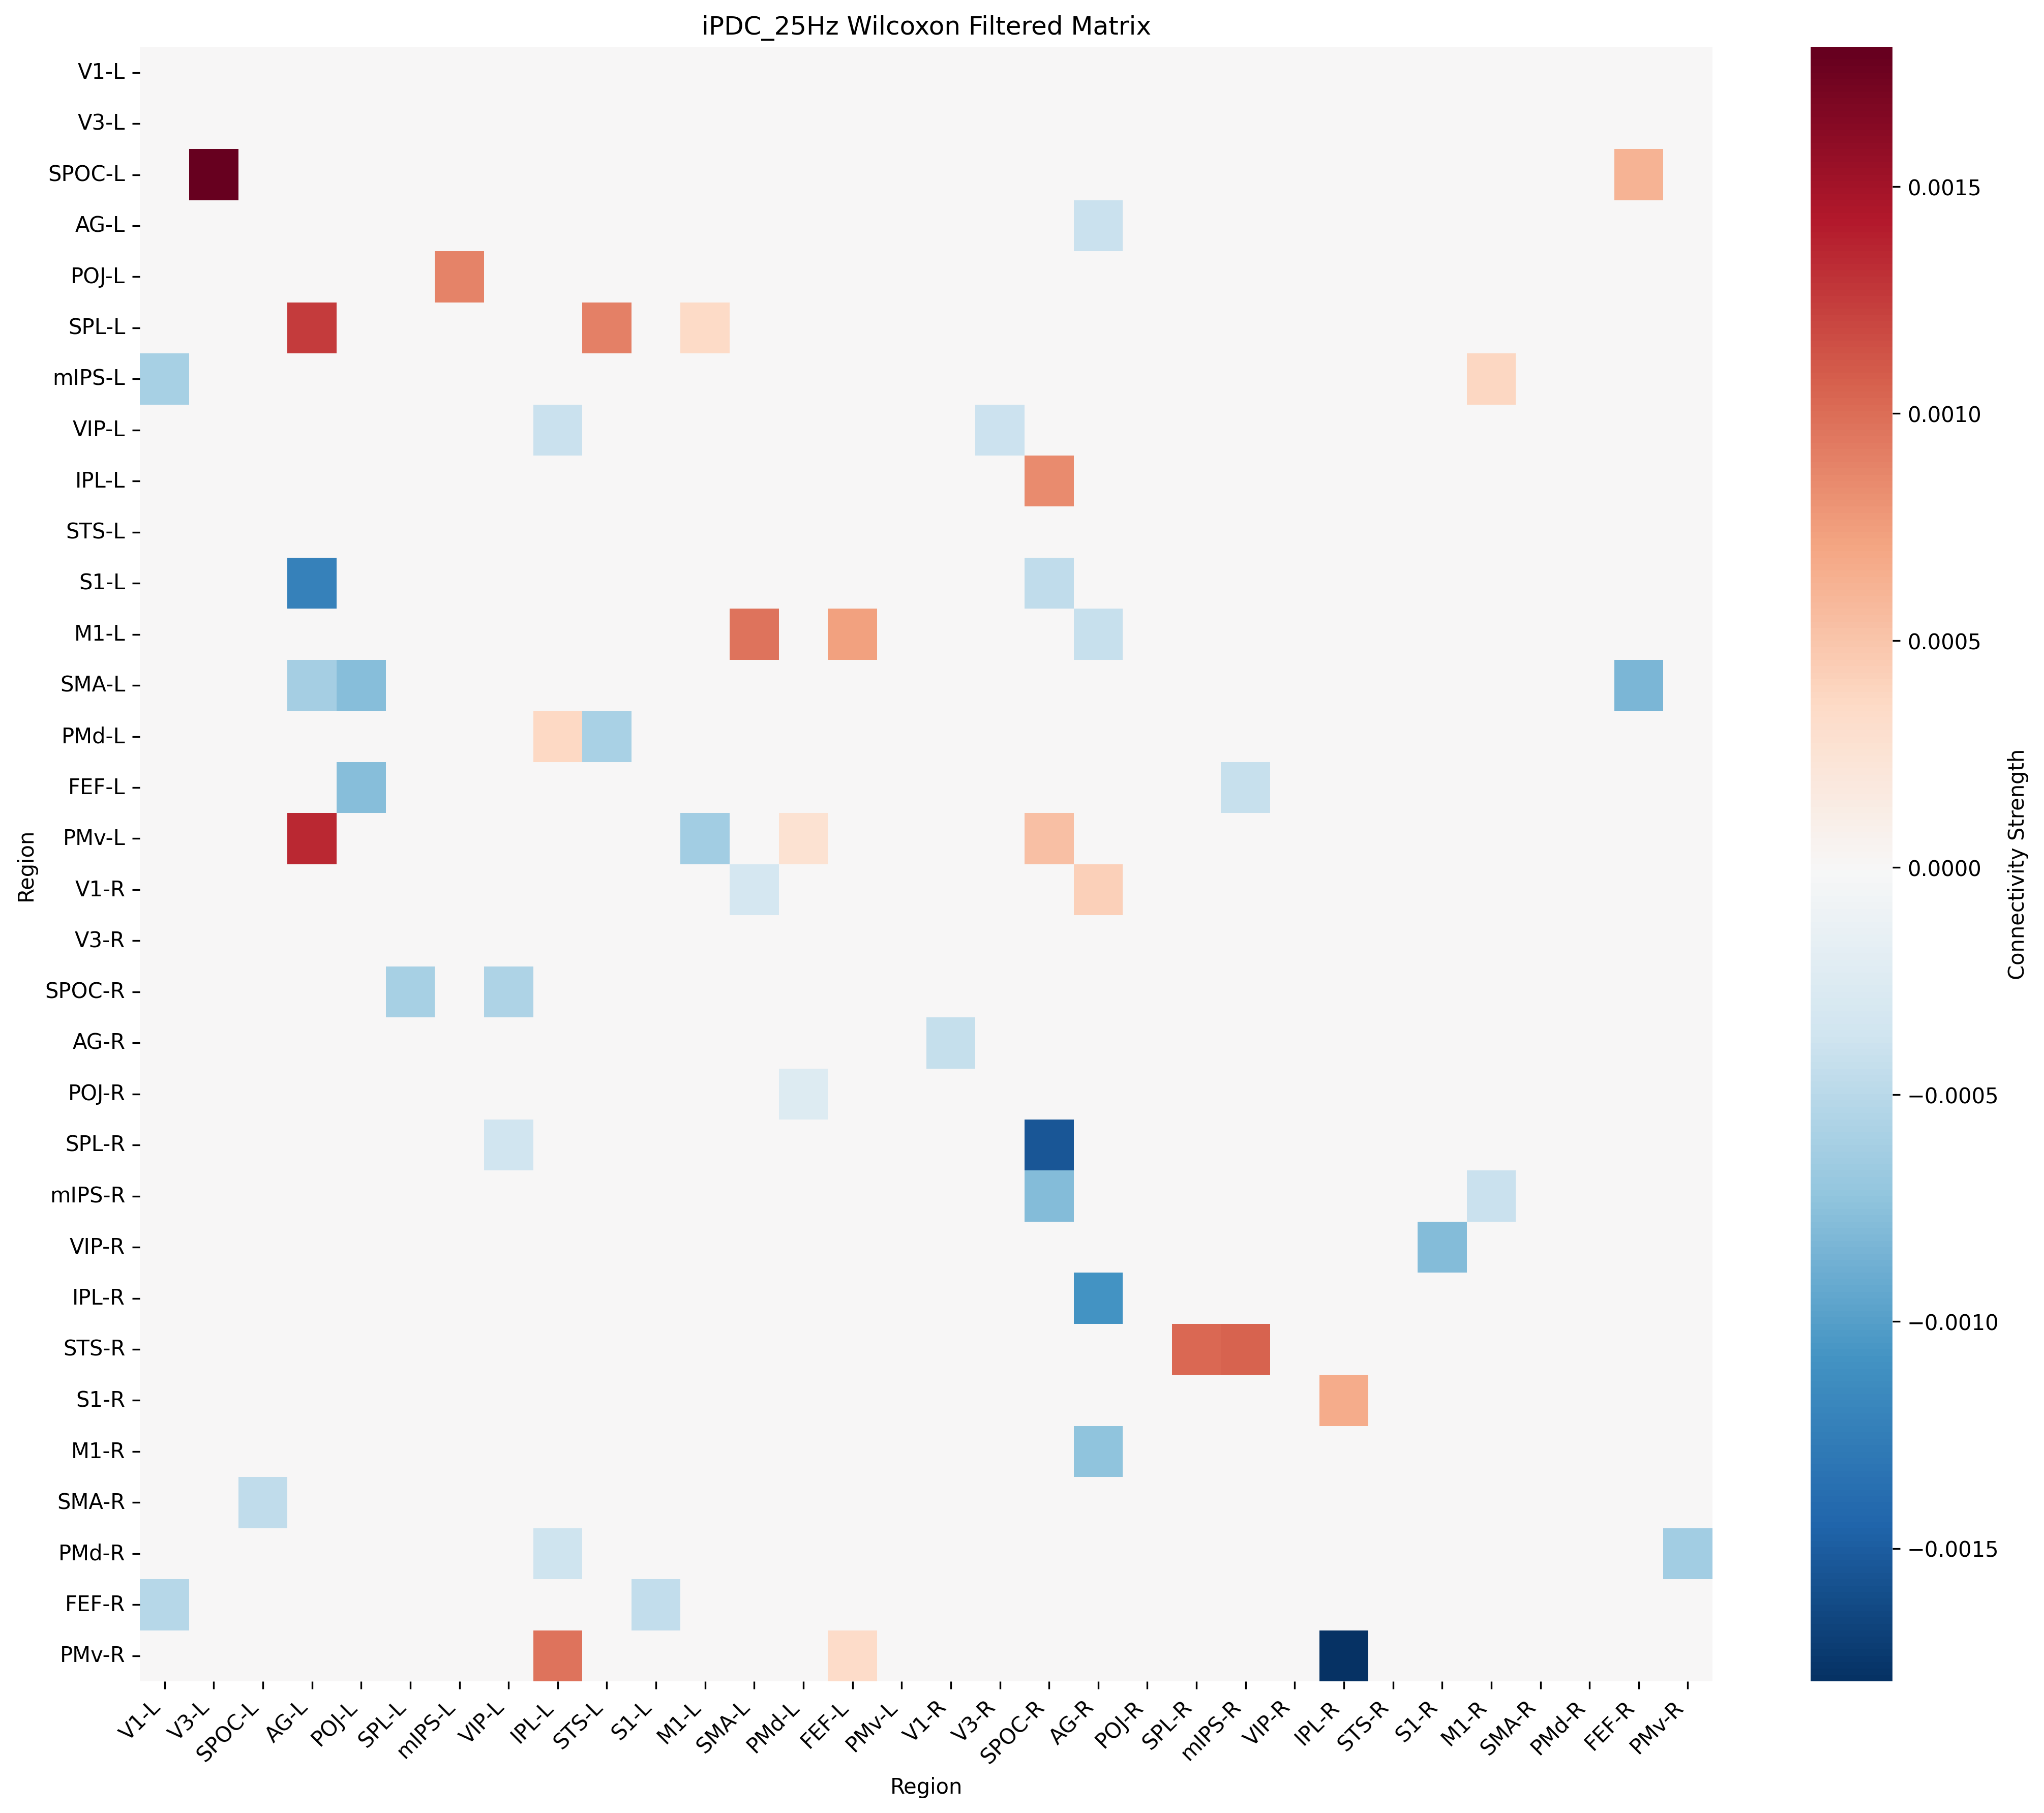 iPDC_25Hz Wilcoxon Filtered Matrix
Region
V1-L
V3-L
SPOC-L
AG-L
POJ-L
SPL-L
mIPS-L
VIP-L
IPL-L
STS-L
S1-L
M1-L
SMA-L
PMd-L
FEF-L
PMv-L
V1-R
V3-R
SPOC-R
AG-R
POJ-R
SPL-R
mIPS-R
VIP-R
IPL-R
STS-R
S1-R
M1-R
SMA-R
PMd-R
FEF-R
PMv-R
V1-L
V3-L
SPOC-L
AG-L
POJ-L
SPL-L
mIPS-L
VIP-L
IPL-L
STS-L
S1-L
M1-L
SMA-L
PMd-L
FEF-L
PMv-L
V1-R
V3-R
SPOC-R
AG-R
POJ-R
SPL-R
mIPS-R
VIP-R
IPL-R
STS-R
S1-R
M1-R
SMA-R
PMd-R
FEF-R
PMv-R
Region
0.0015
0.0010
0.0005
0.0000
−0.0005
−0.0010
−0.0015
Connectivity Strength